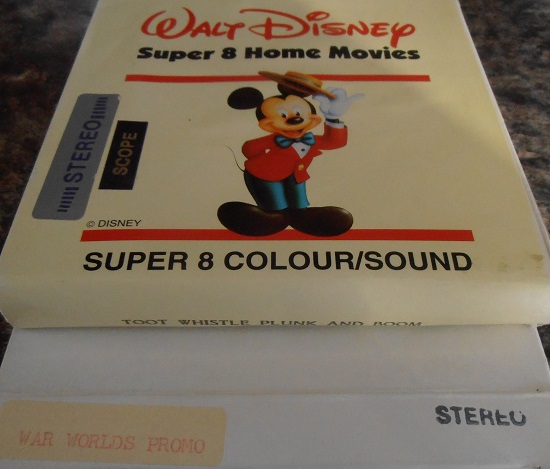 WALT DISNEY
Super 8 Home Movies
STEREO
SCOPE
© DISNEY
SUPER 8 COLOUR/SOUND
TOOT WHISTLE PLUNK AND BOOM
STEREO
WAR WORLDS PROMO